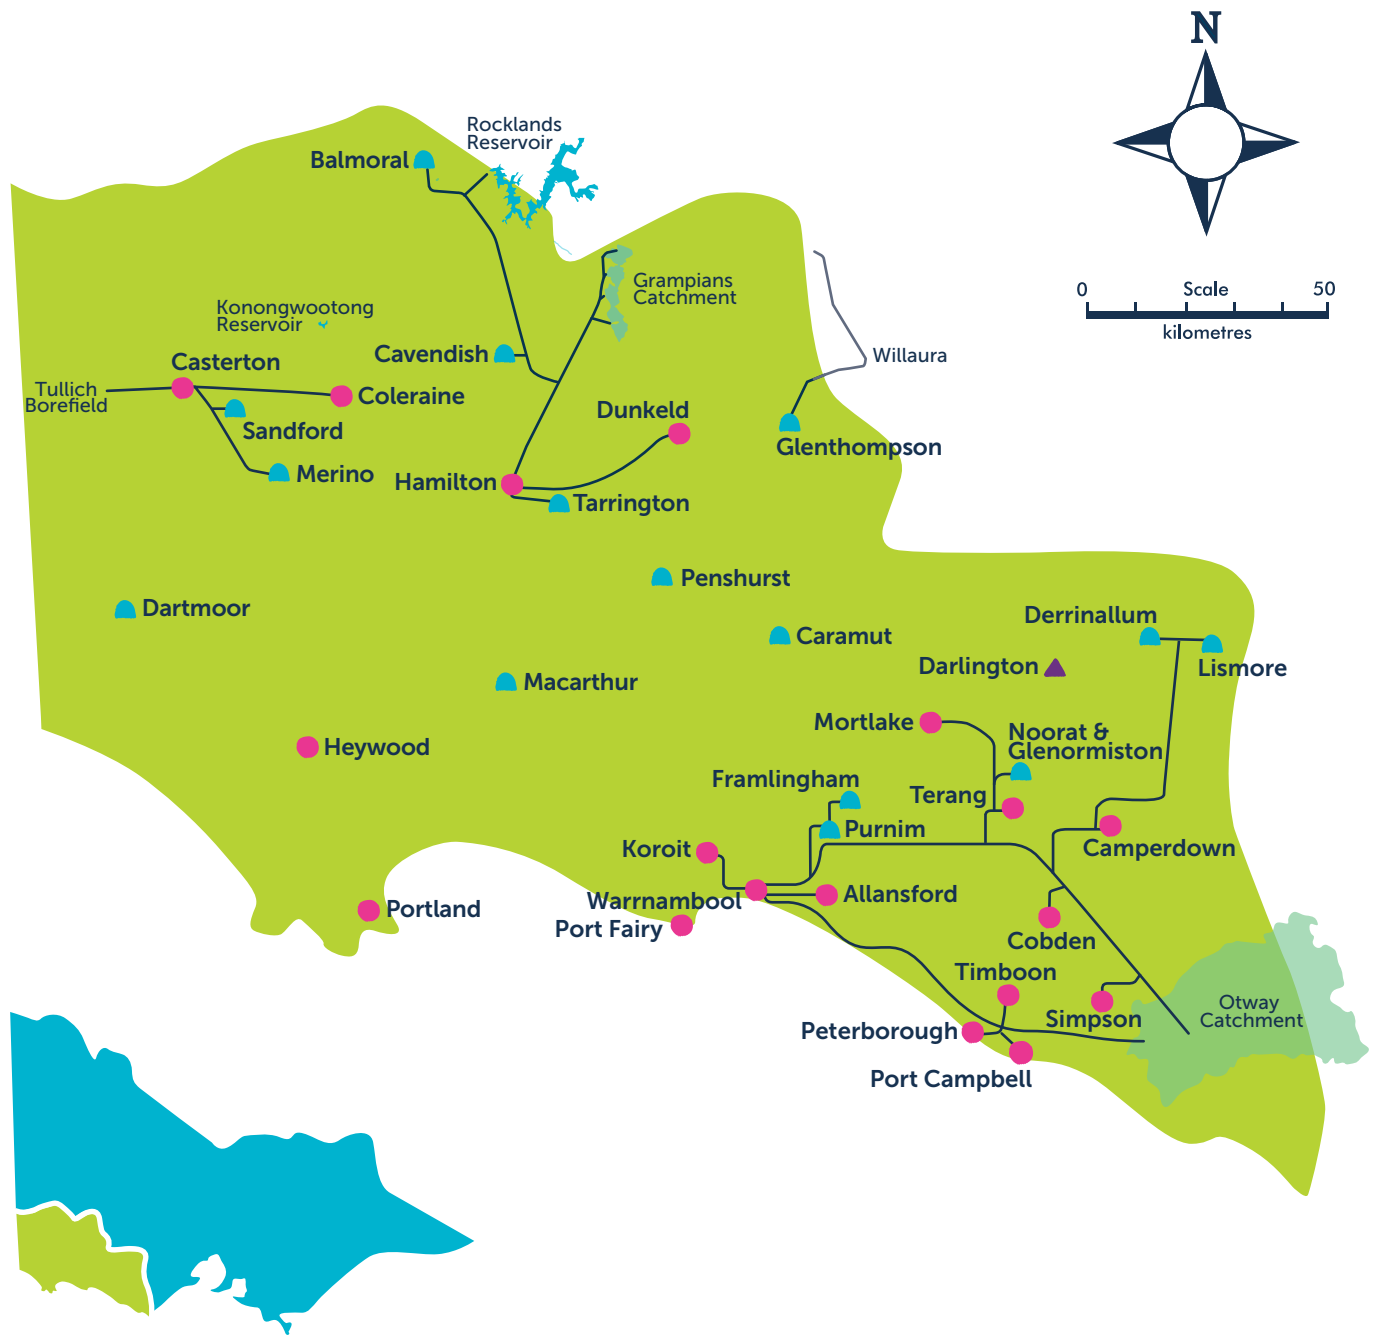 N
0
Scale
50
kilometres
Rocklands
Reservoir
Balmoral
Grampians
Catchment
Konongwootong
Reservoir
Cavendish
Willaura
Casterton
Tullich
Borefield
Coleraine
Dunkeld
Sandford
Glenthompson
Merino
Hamilton
Tarrington
Penshurst
Dartmoor
Derrinallum
Caramut
Darlington
Lismore
Macarthur
Mortlake
Noorat &
Glenormiston
Heywood
Framlingham
Terang
Purnim
Koroit
Camperdown
Allansford
Warrnambool
Portland
Port Fairy
Cobden
Timboon
Otway
Catchment
Simpson
Peterborough
Port Campbell